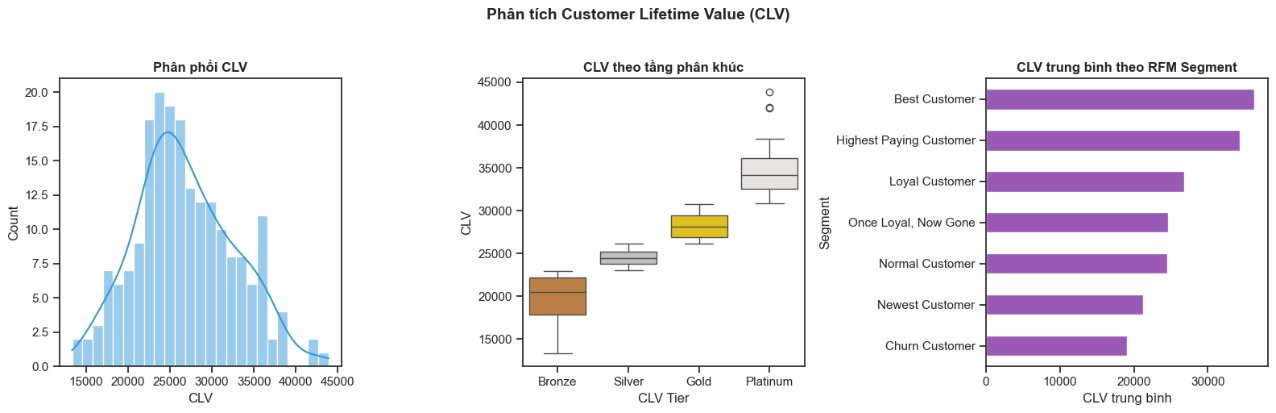 Phân tích Customer Lifetime Value (CLV)
Phân phối CLV
Count
20.0
17.5
15.0
12.5
10.0
7.5
5.0
2.5
0.0
15000 20000 25000 30000 35000 40000 45000
CLV
CLV theo tầng phân khúc
CLV
45000
40000
35000
30000
25000
20000
15000
Bronze Silver Gold Platinum
CLV Tier
CLV trung bình theo RFM Segment
Segment
Best Customer
Highest Paying Customer
Loyal Customer
Once Loyal, Now Gone
Normal Customer
Newest Customer
Churn Customer
0 10000 20000 30000
CLV trung bình